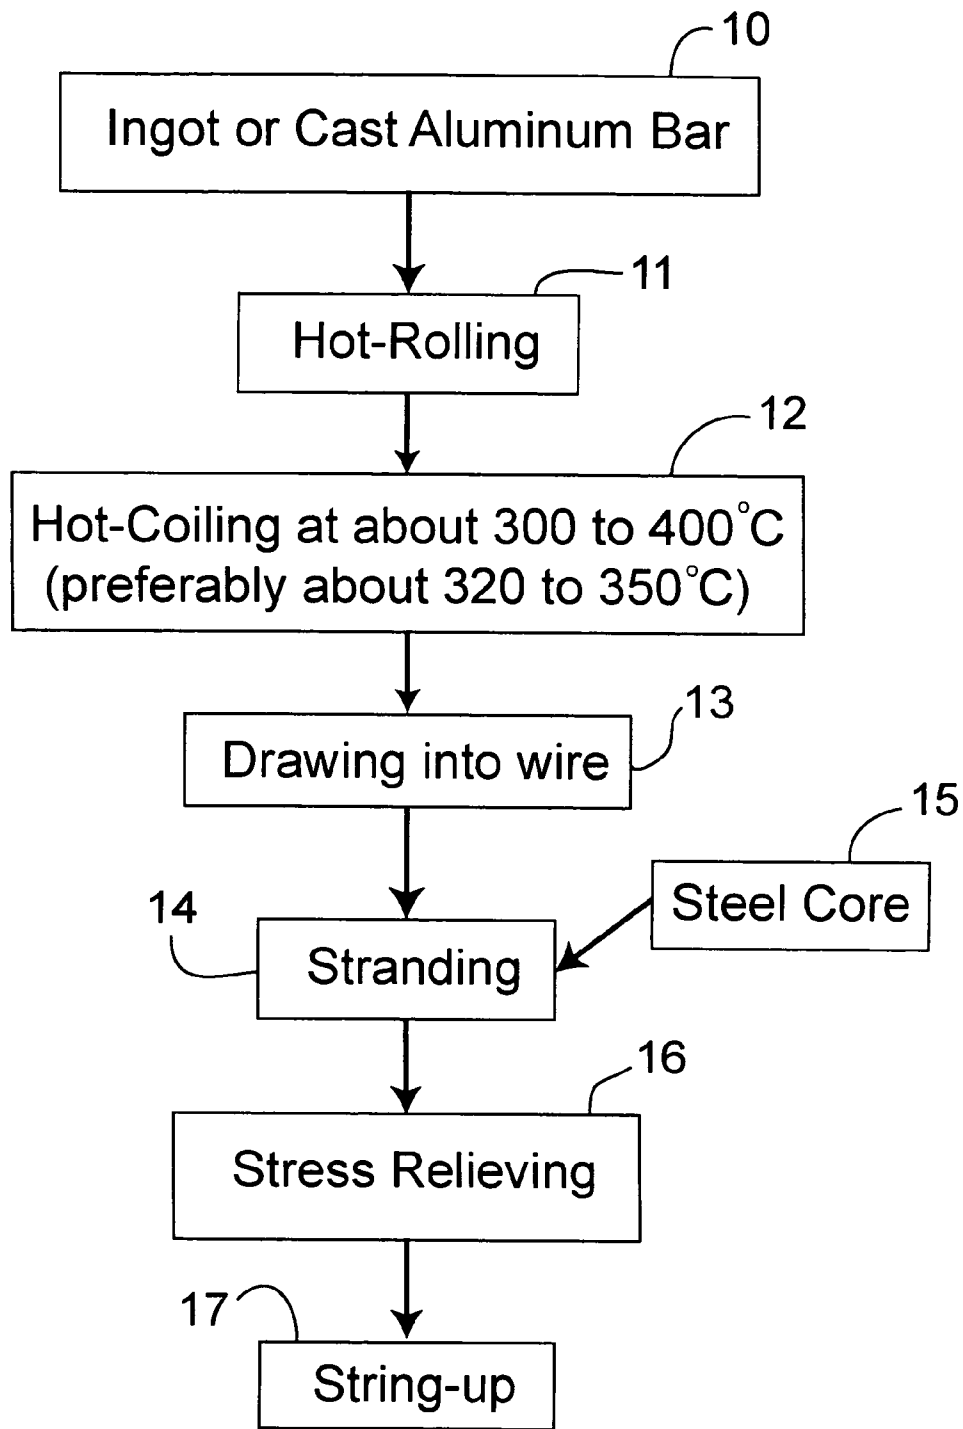 10
Ingot or Cast Aluminum Bar
11
Hot-Rolling
12
Hot-Coiling at about 300 to 400°C
(preferably about 320 to 350°C)
13
Drawing into wire
15
Steel Core
14
Stranding
16
Stress Relieving
17
String-up